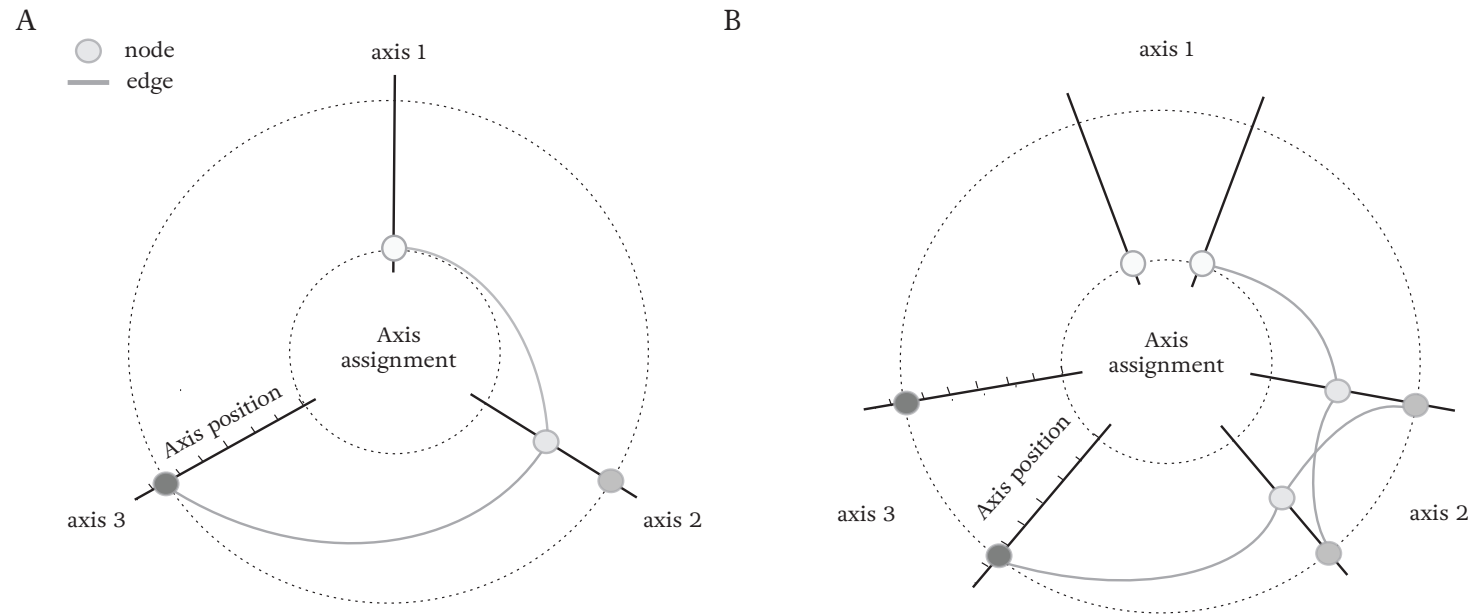 A
node
edge
axis 1
Axis
assignment
Axis position
axis 3
axis 2
B
axis 1
Axis
assignment
Axis position
axis 3
axis 2